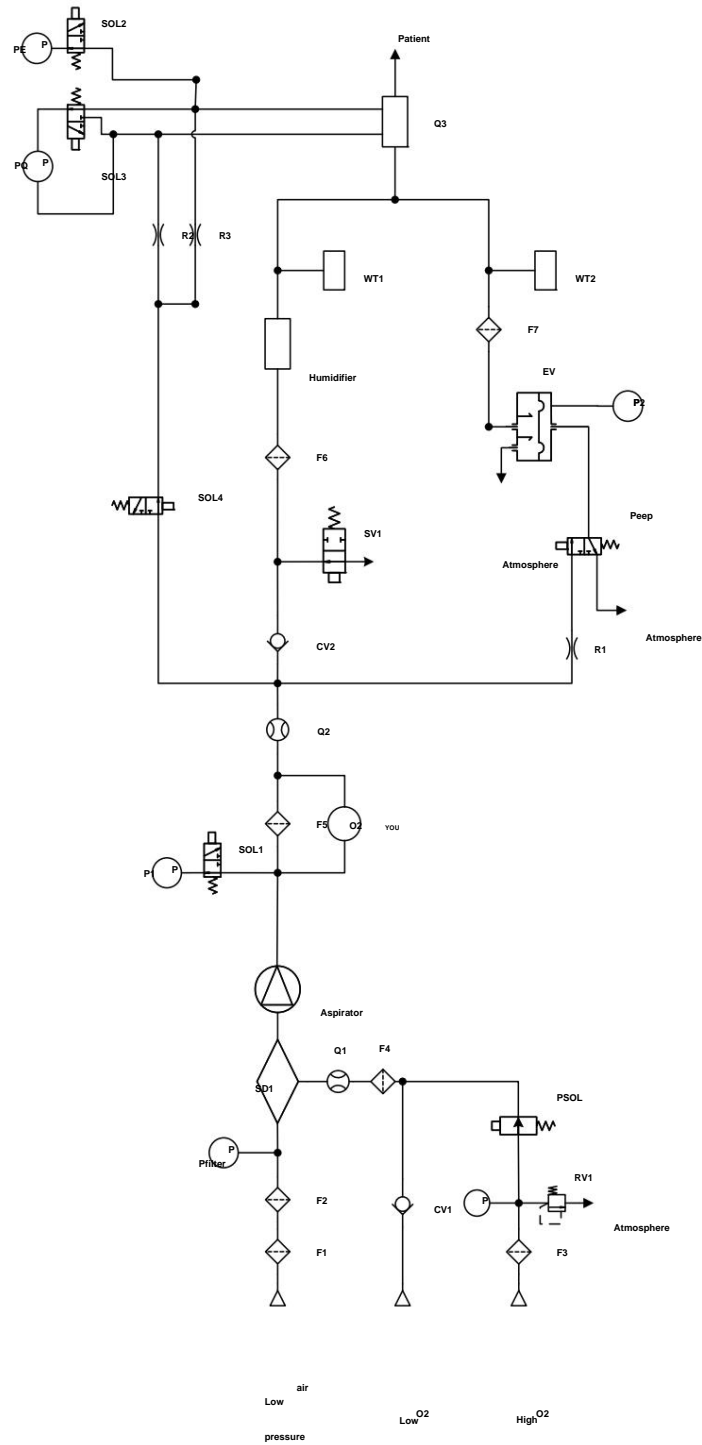 SOL2
PE P
Patient
Q3
PQ P
SOL3
R2 R3
WT1
WT2
F7
Humidifier
EV
P2
F6
SOL4
SV1
Peep
Atmosphere
Atmosphere
CV2
R1
Q2
F5
O2
YOU
SOL1
P1 P
Aspirator
Q1
F4
SD1
PSOL
P
Pfilter
RV1
F2
CV1
P
Atmosphere
F1
F3
air
Low
pressure
Low O2
High O2